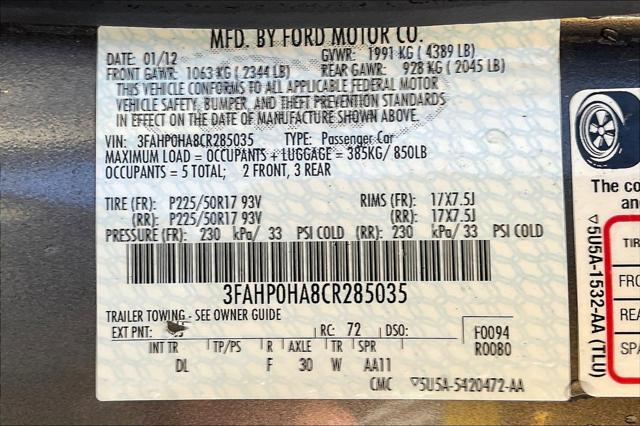 MFD. BY FORD MOTOR CO.
DATE: 01/12 GVWR: 1991 KG (4389 LB)
FRONT GAWR: 1063 KG (2344 LB) REAR GAWR: 928 KG (2045 LB)
THIS VEHICLE CONFORMS TO ALL APPLICABLE FEDERAL MOTOR
VEHICLE SAFETY, BUMPER, AND THEFT PREVENTION STANDARDS
IN EFFECT ON THE DATE OF MANUFACTURE SHOWN ABOVE.
VIN: 3FAHP0HA8CR285035 TYPE: Passenger Car
MAXIMUM LOAD = OCCUPANTS + LUGGAGE = 385KG/ 850LB
OCCUPANTS = 5 TOTAL; 2 FRONT, 3 REAR
TIRE (FR): P225/50R17 93V RIMS (FR): 17X7.5J
(RR): P225/50R17 93V (RR): 17X7.5J
PRESSURE (FR): 230 kPa/ 33 PSI COLD (RR): 230 kPa/ 33 PSI COLD
3FAHP0HA8CR285035
TRAILER TOWING - SEE OWNER GUIDE
EXT PNT: RC: 72 DSO: F0094
INT TR TP/PS R AXLE TR SPR R0080
DL F 30 W AA11
CMC ▽5U5A-5420472-AA
▽5U5A-1532-AA (TLU)
The co
an
TIR
FRO
REA
SPA